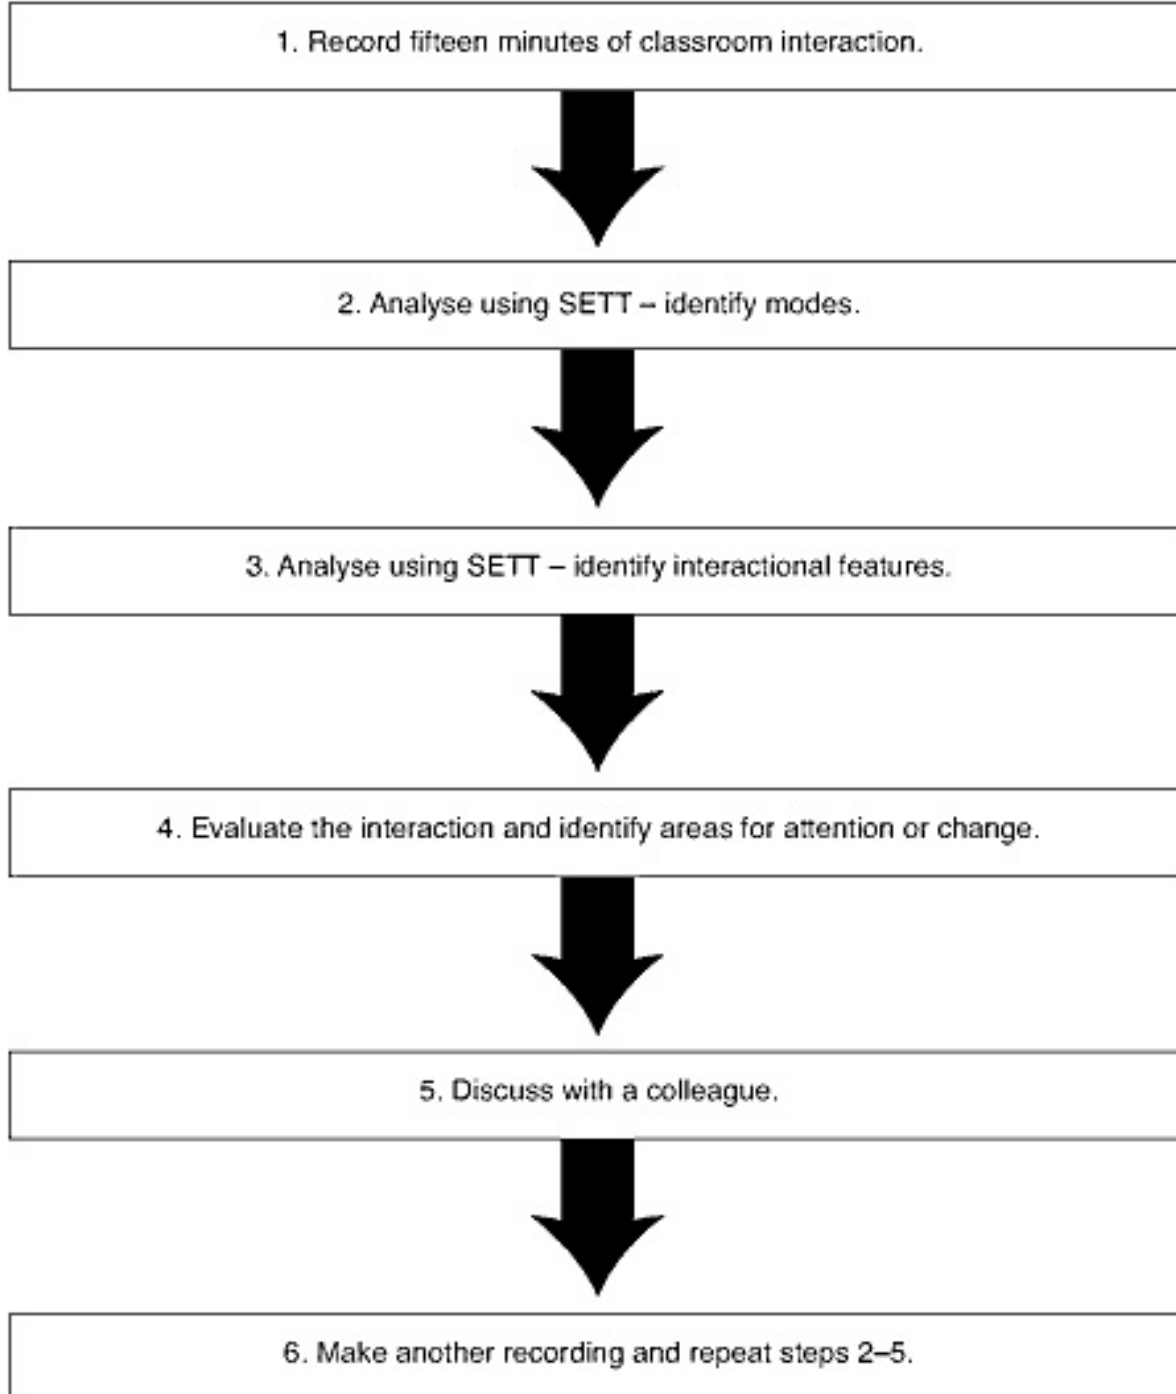 1. Record fifteen minutes of classroom interaction.
2. Analyse using SETT – identify modes.
3. Analyse using SETT – identify interactional features.
4. Evaluate the interaction and identify areas for attention or change.
5. Discuss with a colleague.
6. Make another recording and repeat steps 2–5.